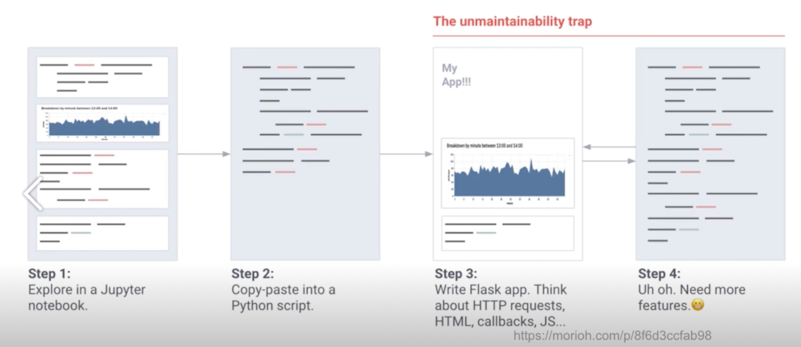 The unmaintainability trap
My
App!!!
Breakdown by minute between 13:00 and 14:00
Breakdown by minute between 13:00 and 14:00
Step 1:
Explore in a Jupyter
notebook.
Step 2:
Copy-paste into a
Python script.
Step 3:
Write Flask app. Think
about HTTP requests,
HTML, callbacks, JS...
Step 4:
Uh oh. Need more
features.😅
https://morioh.com/p/8f6d3ccfab98